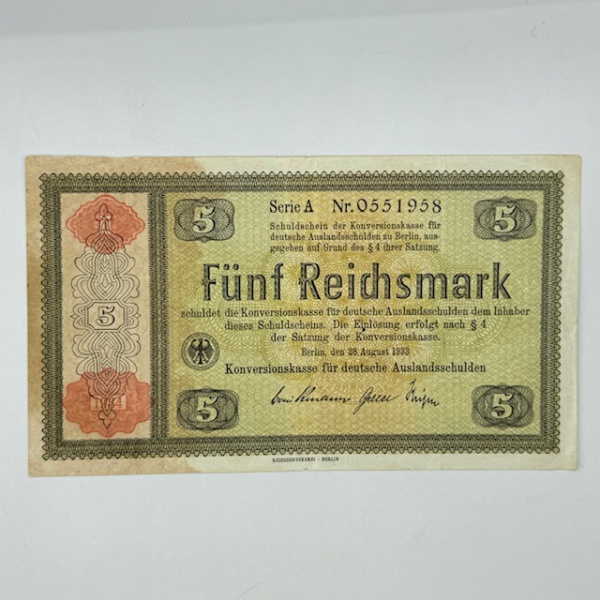 Serie A Nr. 0551958
5 5
Schuldschein der Konversionskasse für
deutsche Auslandsschulden zu Berlin, aus-
gegeben auf Grund des § 4 ihrer Satzung.
Fünf Reichsmark
5
schuldet die Konversionskasse für deutsche Auslandsschulden dem Inhaber
dieses Schuldscheins. Die Einlösung erfolgt nach § 4
der Satzung der Konversionskasse.
Berlin, den 28. August 1933
Konversionskasse für deutsche Auslandsschulden
5 5
REICHSDRUCKEREI - BERLIN